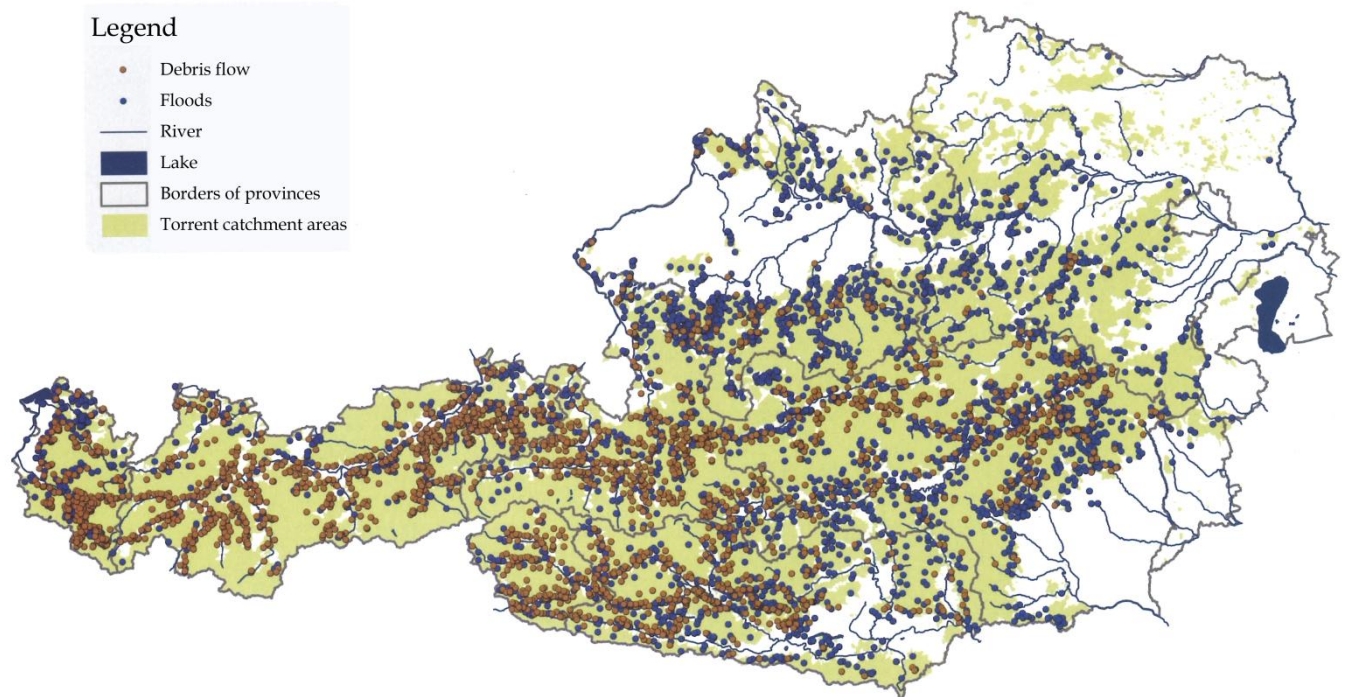 Legend
Debris flow
Floods
River
Lake
Borders of provinces
Torrent catchment areas